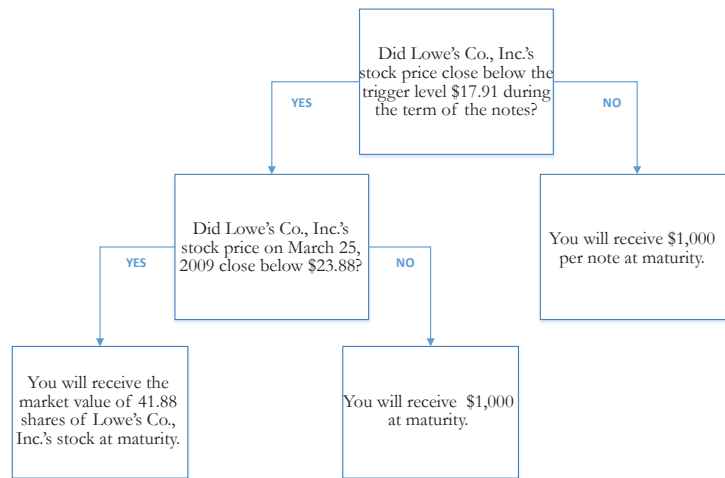 Did Lowe's Co., Inc.'s
stock price close below the
trigger level $17.91 during
the term of the notes?
YES
NO
Did Lowe's Co., Inc.'s
stock price on March 25,
2009 close below $23.88?
You will receive $1,000
per note at maturity.
YES
NO
You will receive the
market value of 41.88
shares of Lowe's Co.,
Inc.'s stock at maturity.
You will receive $1,000
at maturity.